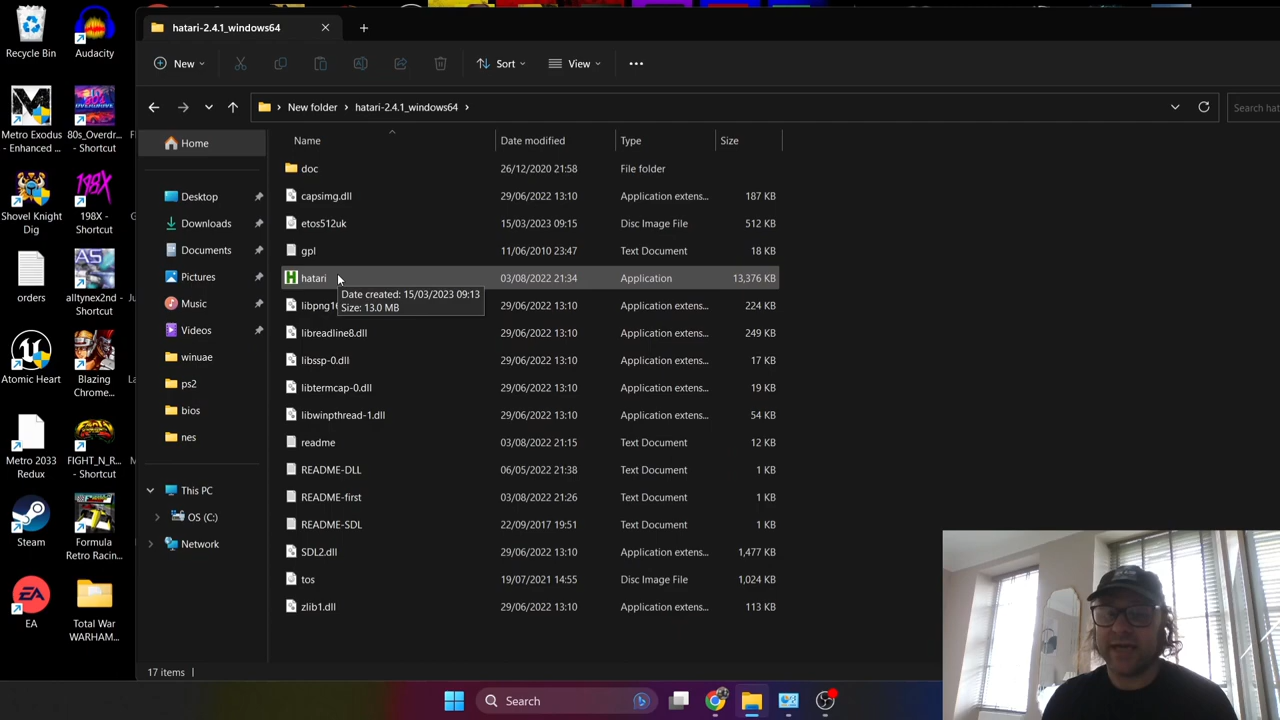 hatari-2.4.1_windows64
New
Sort
View
New folder
hatari-2.4.1_windows64
Search hat
Name
Date modified
Type
Size
doc
26/12/2020 21:58
File folder
capsimg.dll
29/06/2022 13:10
Application extens...
187 KB
etos512uk
15/03/2023 09:15
Disc Image File
512 KB
gpl
11/06/2010 23:47
Text Document
18 KB
hatari
03/08/2022 21:34
Application
13,376 KB
Date created: 15/03/2023 09:13
Size: 13.0 MB
libpng16
29/06/2022 13:10
Application extens...
224 KB
libreadline8.dll
29/06/2022 13:10
Application extens...
249 KB
libssp-0.dll
29/06/2022 13:10
Application extens...
17 KB
libtermcap-0.dll
29/06/2022 13:10
Application extens...
19 KB
libwinpthread-1.dll
29/06/2022 13:10
Application extens...
54 KB
readme
03/08/2022 21:15
Text Document
12 KB
README-DLL
06/05/2022 21:38
Text Document
1 KB
README-first
03/08/2022 21:26
Text Document
1 KB
README-SDL
22/09/2017 19:51
Text Document
1 KB
SDL2.dll
29/06/2022 13:10
Application extens...
1,477 KB
tos
19/07/2021 14:55
Disc Image File
1,024 KB
zlib1.dll
29/06/2022 13:10
Application extens...
113 KB
Home
Desktop
Downloads
Documents
Pictures
Music
Videos
winuae
ps2
bios
nes
This PC
OS (C:)
Network
17 items
Recycle Bin
Audacity
Metro Exodus
- Enhanced ...
80s_Overdr...
- Shortcut
Shovel Knight
Dig
198X -
Shortcut
orders
alltynex2nd
- Shortcut
Atomic Heart
Blazing
Chrome...
Metro 2033
Redux
FIGHT_N_R...
- Shortcut
Steam
Formula
Retro Racin...
EA
Total War
WARHAM...
Search